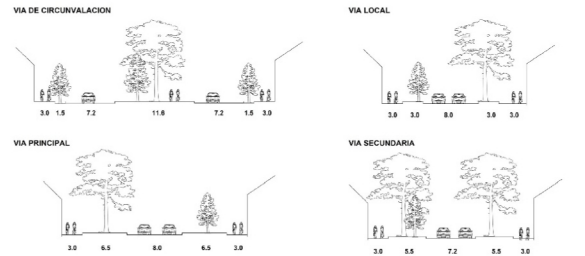 VIA DE CIRCUNVALACION
3.0 1.5 7.2 11.6 7.2 1.5 3.0
VIA LOCAL
3.0 3.0 8.0 3.0 3.0
VIA PRINCIPAL
3.0 6.5 8.0 6.5 3.0
VIA SECUNDARIA
3.0 5.5 7.2 5.5 3.0